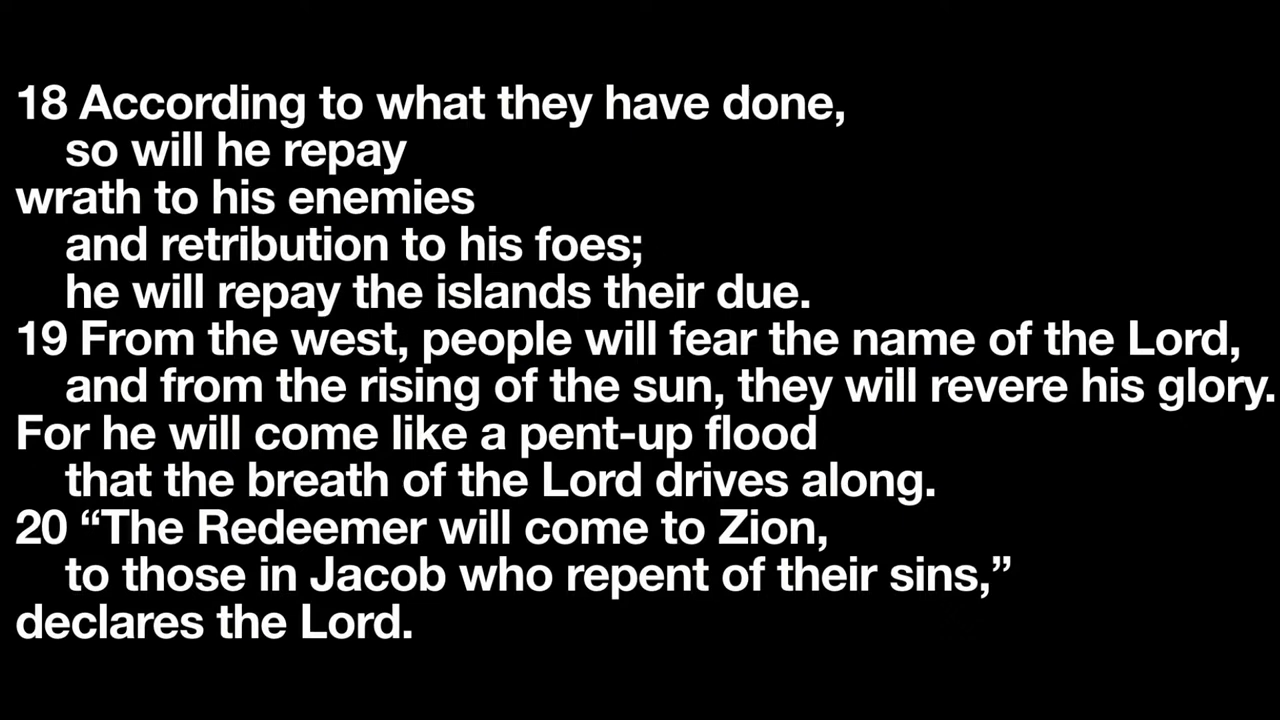 18 According to what they have done,
so will he repay
wrath to his enemies
and retribution to his foes;
he will repay the islands their due.
19 From the west, people will fear the name of the Lord,
and from the rising of the sun, they will revere his glory.
For he will come like a pent-up flood
that the breath of the Lord drives along.
20 “The Redeemer will come to Zion,
to those in Jacob who repent of their sins,”
declares the Lord.